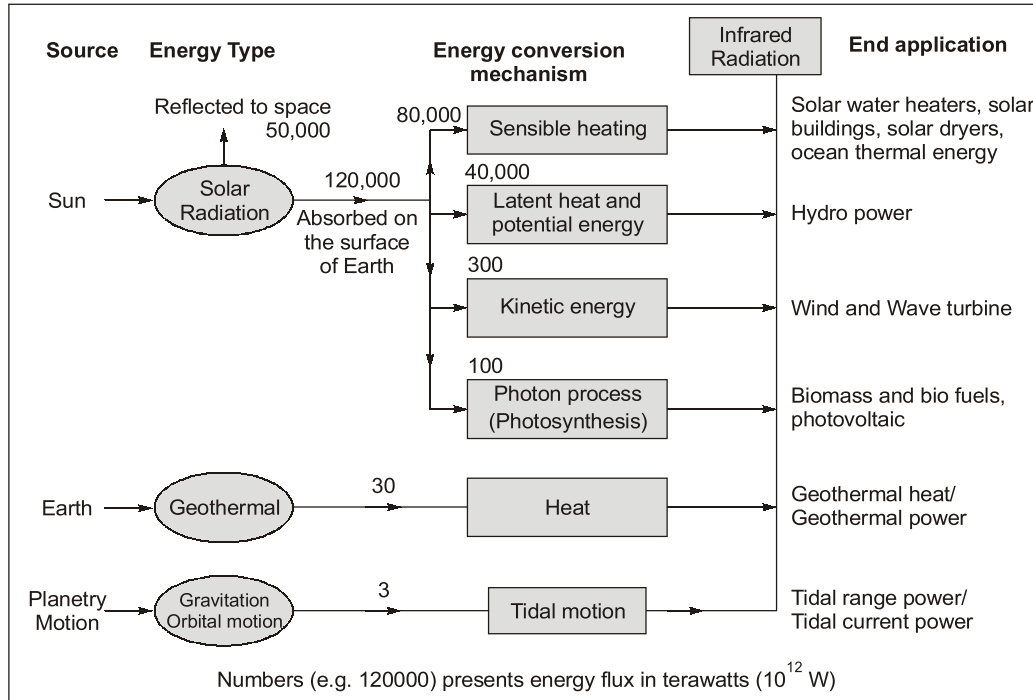 Source
Energy Type
Energy conversion
mechanism
Infrared
Radiation
End application
Reflected to space
50,000
80,000
Sensible heating
Solar water heaters, solar
buildings, solar dryers,
ocean thermal energy
Sun
Solar
Radiation
120,000
Absorbed on
the surface
of Earth
40,000
Latent heat and
potential energy
Hydro power
300
Kinetic energy
Wind and Wave turbine
100
Photon process
(Photosynthesis)
Biomass and bio fuels,
photovoltaic
Earth
Geothermal
30
Heat
Geothermal heat/
Geothermal power
Planetry
Motion
Gravitation
Orbital motion
3
Tidal motion
Tidal range power/
Tidal current power
Numbers (e.g. 120000) presents energy flux in terawatts (10¹² W)